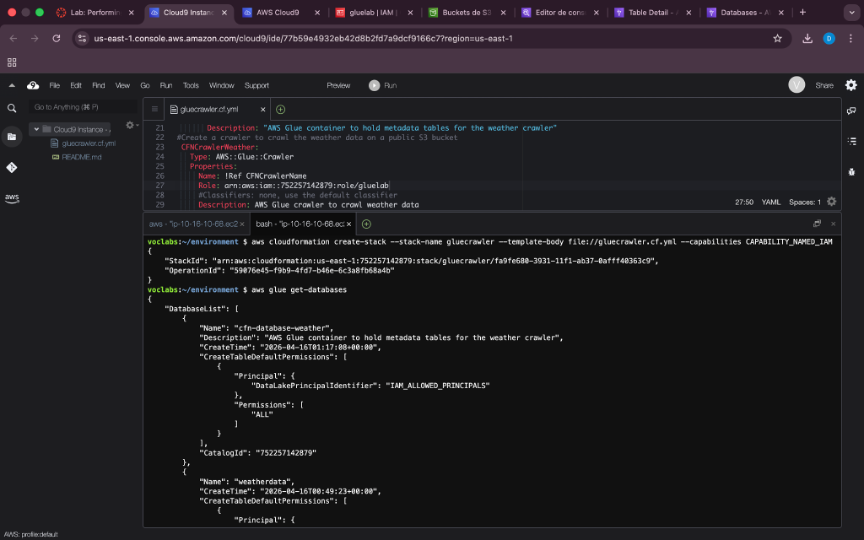 Lab: Performin
Cloud9 Instanc
AWS Cloud9
gluelab | IAM |
Buckets de S3
Editor de cons
Table Detail - A
Databases - A
us-east-1.console.aws.amazon.com/cloud9/ide/77b59e4932eb42d8b2fd7a9dcf9166c7?region=us-east-1
D
File Edit Find View Go Run Tools Window Support Preview Run
V Share
Go to Anything (⌘ P)
gluecrawler.cf.yml
Cloud9 Instance -
gluecrawler.cf.yml
README.md
aws
21 Description: "AWS Glue container to hold metadata tables for the weather crawler"
22 #Create a crawler to crawl the weather data on a public S3 bucket
23 CFNCrawlerWeather:
24 Type: AWS::Glue::Crawler
25 Properties:
26 Name: !Ref CFNCrawlerName
27 Role: arn:aws:iam::752257142879:role/gluelab
28 #Classifiers: none, use the default classifier
29 Description: AWS Glue crawler to crawl weather data
27:50 YAML Spaces: 1
aws - "ip-10-16-10-68.ec2
bash - "ip-10-16-10-68.ec
voclabs:~/environment $ aws cloudformation create-stack --stack-name gluecrawler --template-body file://gluecrawler.cf.yml --capabilities CAPABILITY_NAMED_IAM
{
"StackId": "arn:aws:cloudformation:us-east-1:752257142879:stack/gluecrawler/fa9fe680-3931-11f1-ab37-0afff40363c9",
"OperationId": "59076e45-f9b9-4fd7-b46e-6c3a8fb68a4b"
}
voclabs:~/environment $ aws glue get-databases
{
"DatabaseList": [
{
"Name": "cfn-database-weather",
"Description": "AWS Glue container to hold metadata tables for the weather crawler",
"CreateTime": "2026-04-16T01:17:08+00:00",
"CreateTableDefaultPermissions": [
{
"Principal": {
"DataLakePrincipalIdentifier": "IAM_ALLOWED_PRINCIPALS"
},
"Permissions": [
"ALL"
]
}
],
"CatalogId": "752257142879"
},
{
"Name": "weatherdata",
"CreateTime": "2026-04-16T00:49:23+00:00",
"CreateTableDefaultPermissions": [
{
"Principal": {
AWS: profile:default